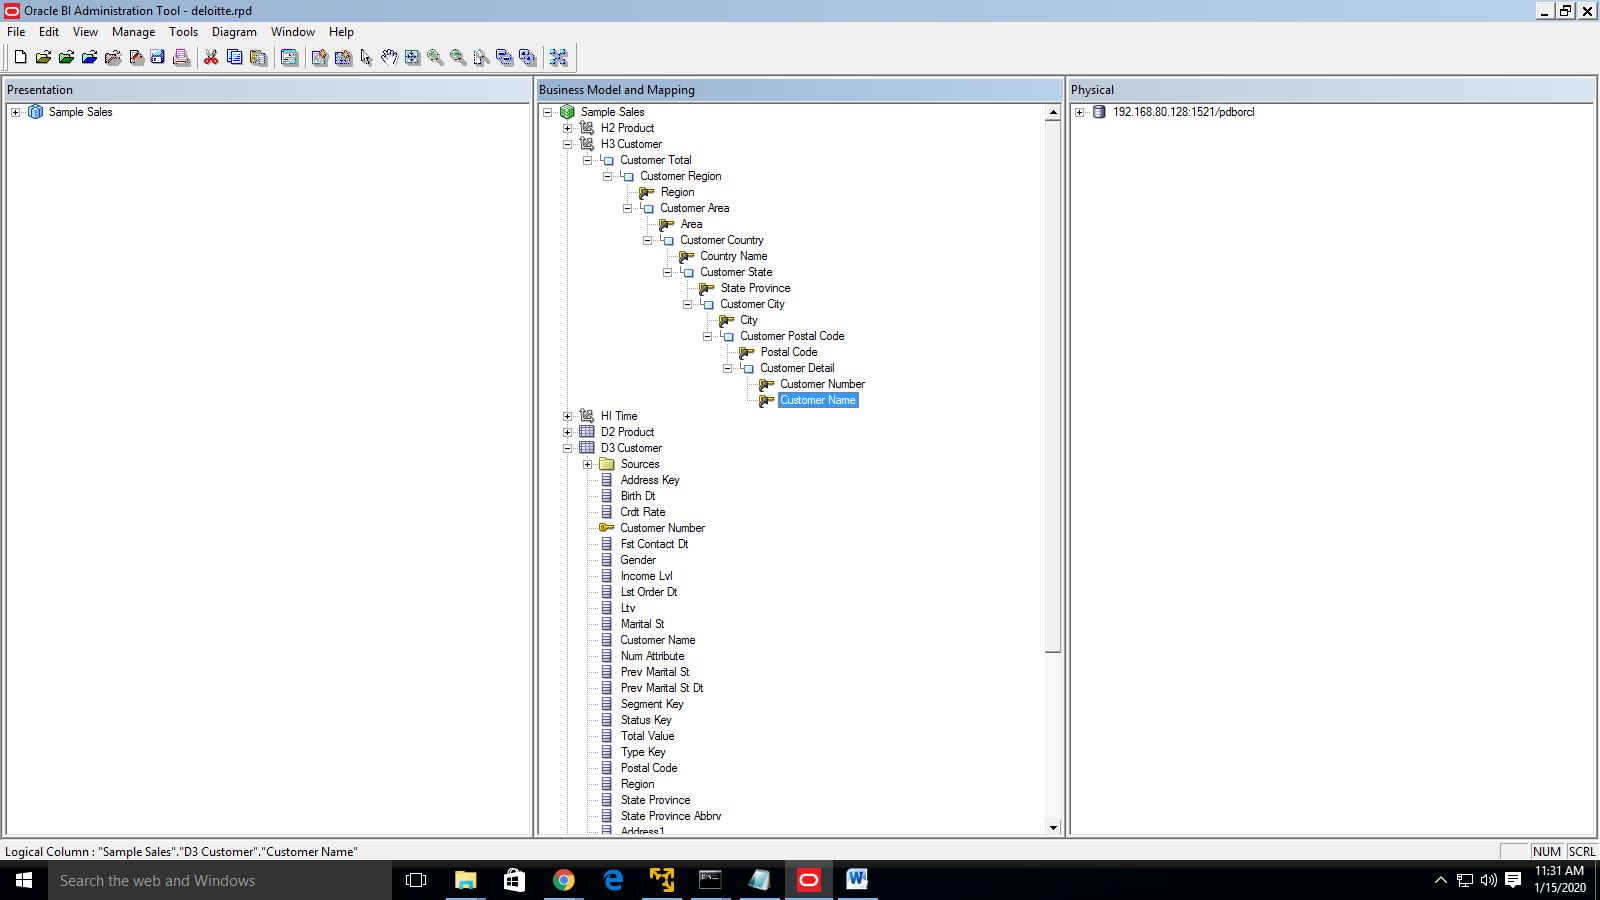 Oracle BI Administration Tool - deloitte.rpd
File Edit View Manage Tools Diagram Window Help
Presentation
Sample Sales
Business Model and Mapping
Sample Sales
H2 Product
H3 Customer
Customer Total
Customer Region
Region
Customer Area
Area
Customer Country
Country Name
Customer State
State Province
Customer City
City
Customer Postal Code
Postal Code
Customer Detail
Customer Number
Customer Name
HI Time
D2 Product
D3 Customer
Sources
Address Key
Birth Dt
Crdt Rate
Customer Number
Fst Contact Dt
Gender
Income Lvl
Lst Order Dt
Ltv
Marital St
Customer Name
Num Attribute
Prev Marital St
Prev Marital St Dt
Segment Key
Status Key
Total Value
Type Key
Postal Code
Region
State Province
State Province Abbrv
Address1
Physical
192.168.80.128:1521/pdborcl
Logical Column : "Sample Sales"."D3 Customer"."Customer Name"
NUM SCRL
Search the web and Windows
11:31 AM
1/15/2020